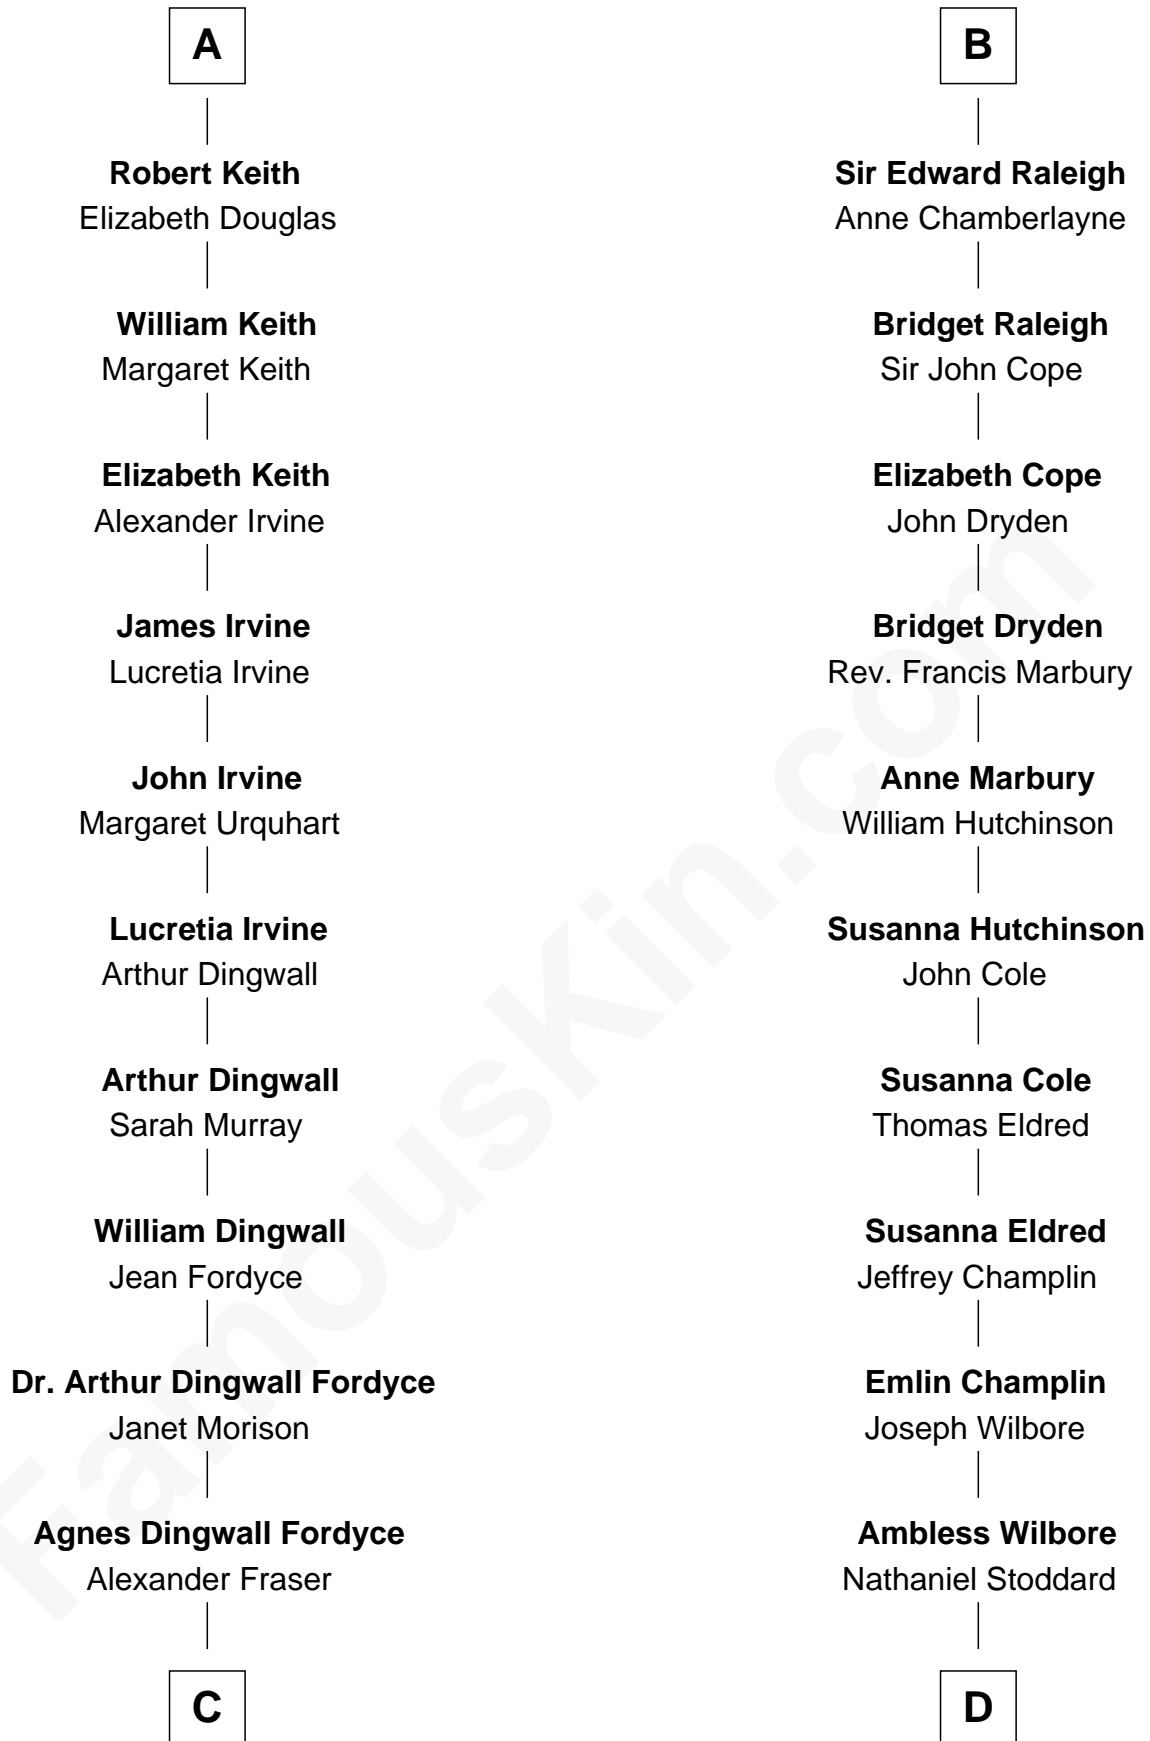 A
Robert Keith
Elizabeth Douglas
William Keith
Margaret Keith
Elizabeth Keith
Alexander Irvine
James Irvine
Lucretia Irvine
John Irvine
Margaret Urquhart
Lucretia Irvine
Arthur Dingwall
Arthur Dingwall
Sarah Murray
William Dingwall
Jean Fordyce
Dr. Arthur Dingwall Fordyce
Janet Morison
Agnes Dingwall Fordyce
Alexander Fraser
C
B
Sir Edward Raleigh
Anne Chamberlayne
Bridget Raleigh
Sir John Cope
Elizabeth Cope
John Dryden
Bridget Dryden
Rev. Francis Marbury
Anne Marbury
William Hutchinson
Susanna Hutchinson
John Cole
Susanna Cole
Thomas Eldred
Susanna Eldred
Jeffrey Champlin
Emlin Champlin
Joseph Wilbore
Ambless Wilbore
Nathaniel Stoddard
D
FamousKin.com